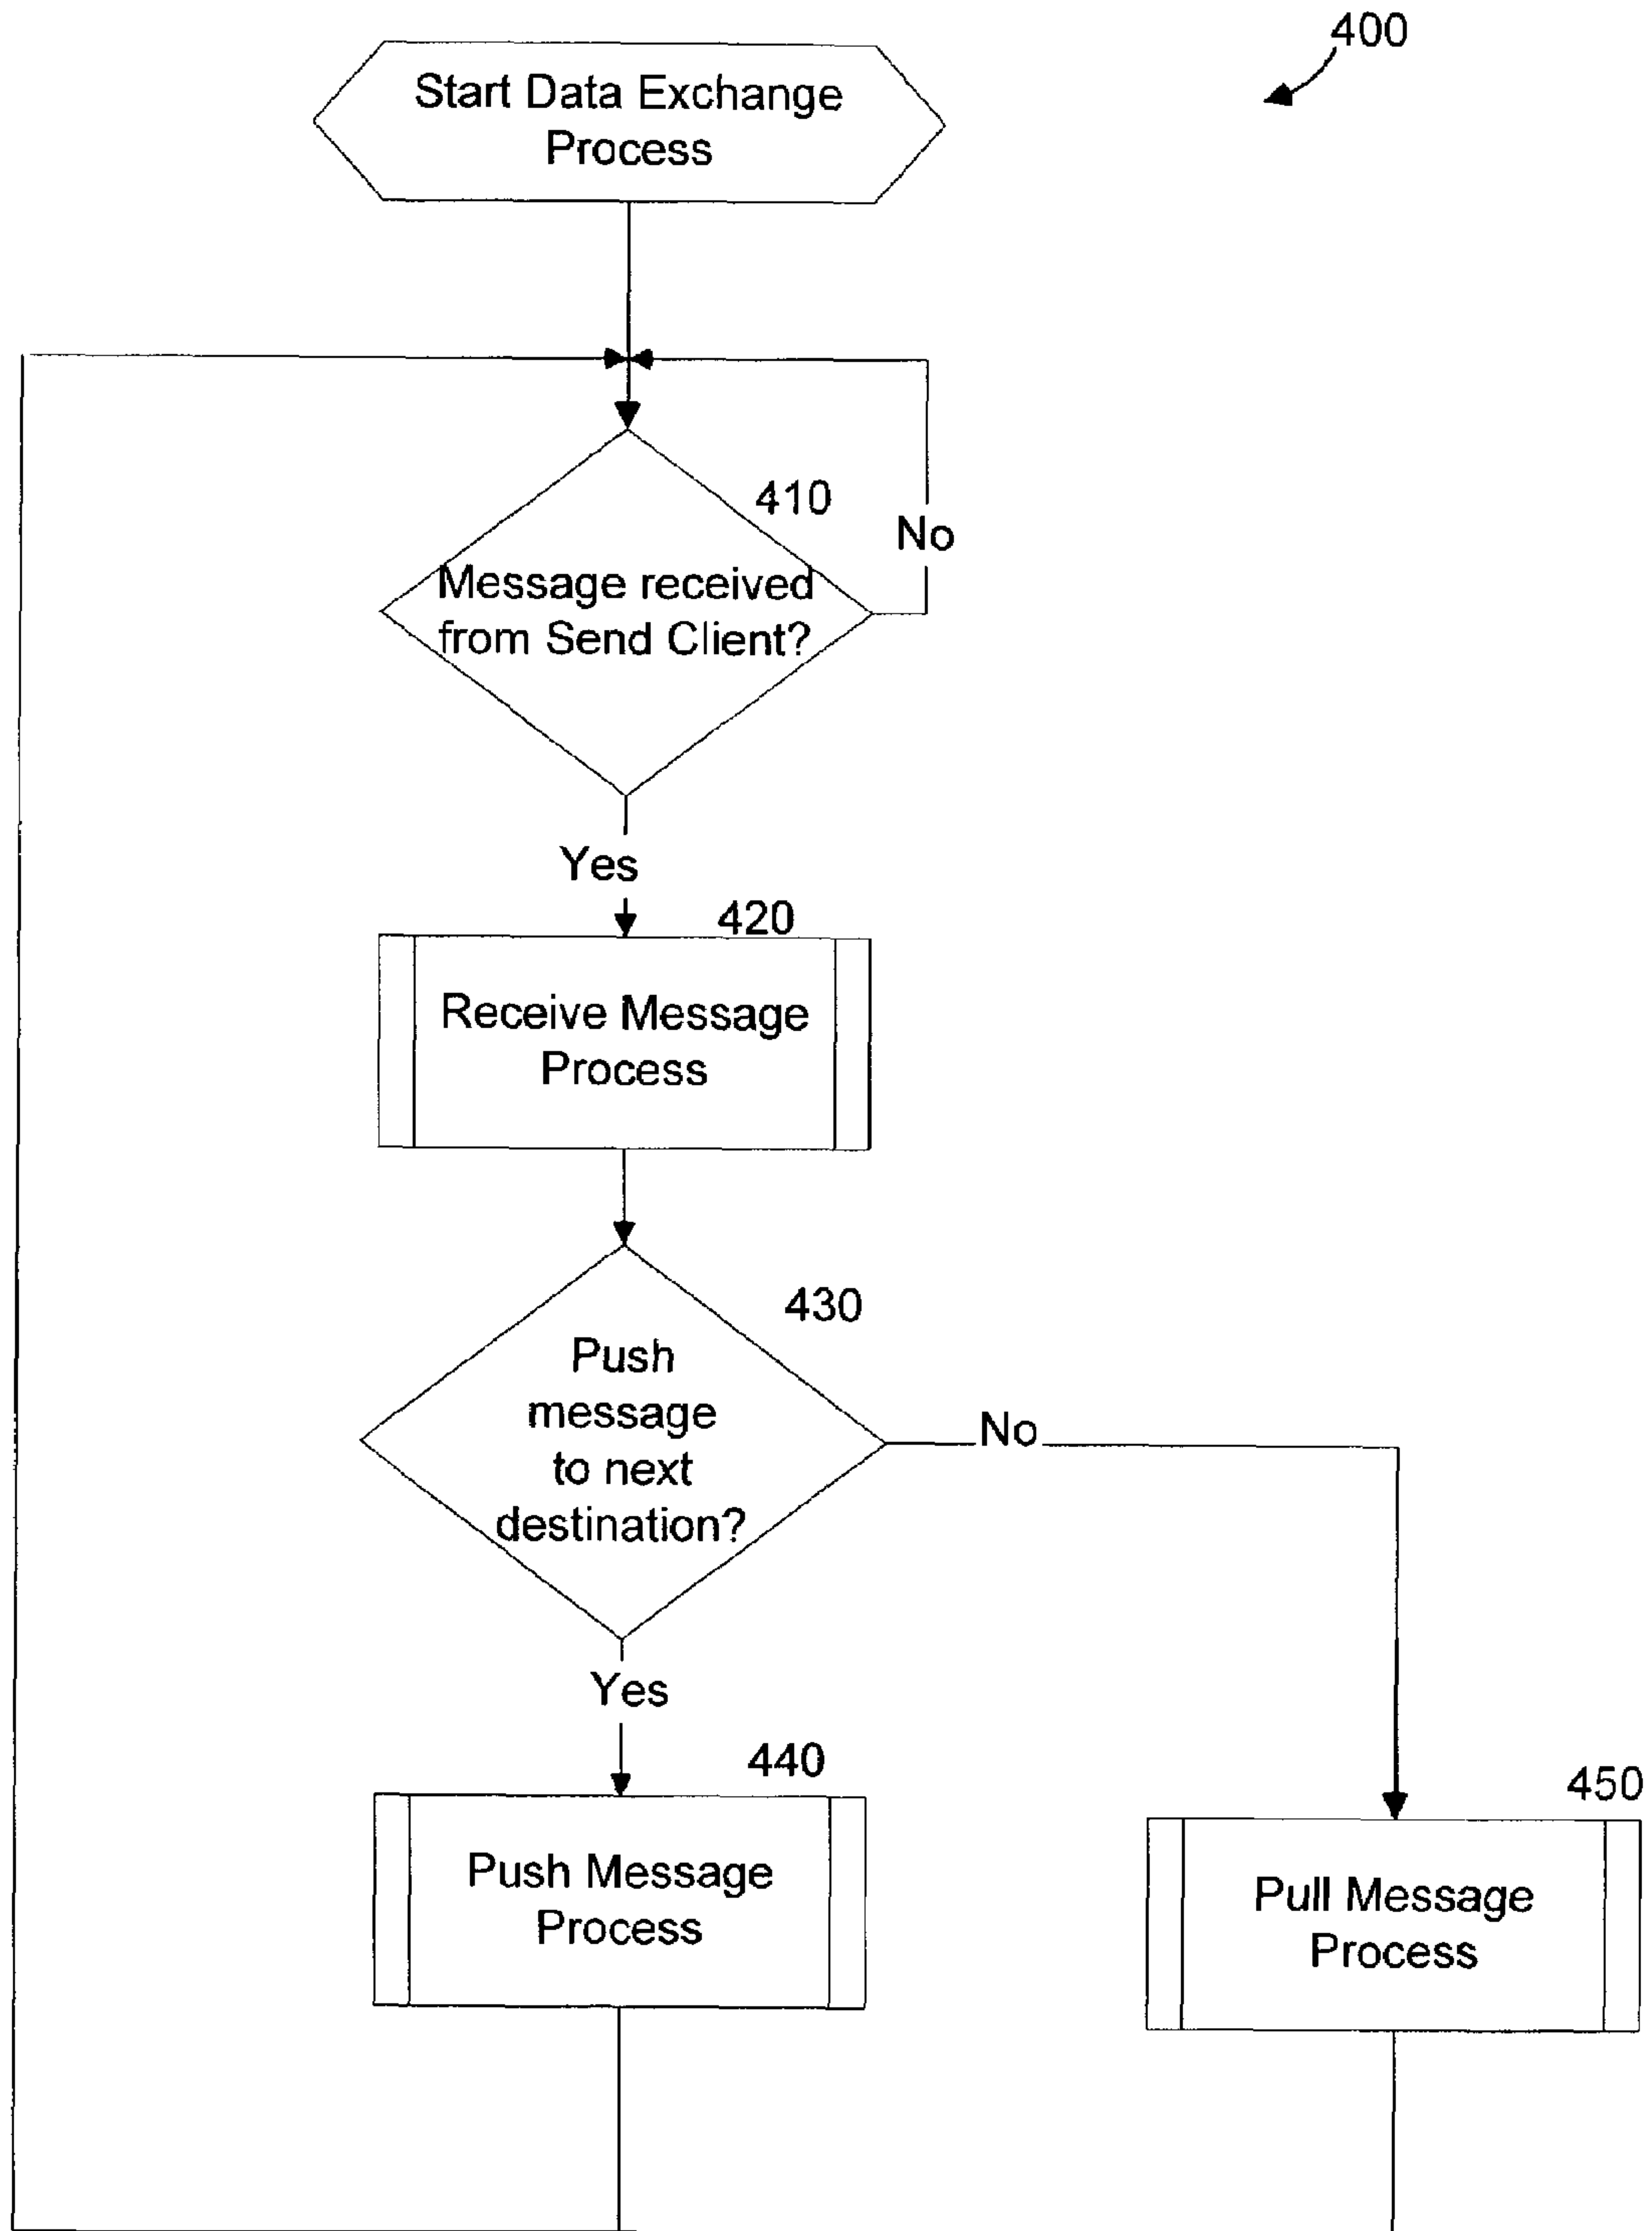 400
Start Data Exchange
Process
410
No
Message received
from Send Client?
Yes
420
Receive Message
Process
430
Push
message
to next
destination?
No
Yes
440
Push Message
Process
450
Pull Message
Process